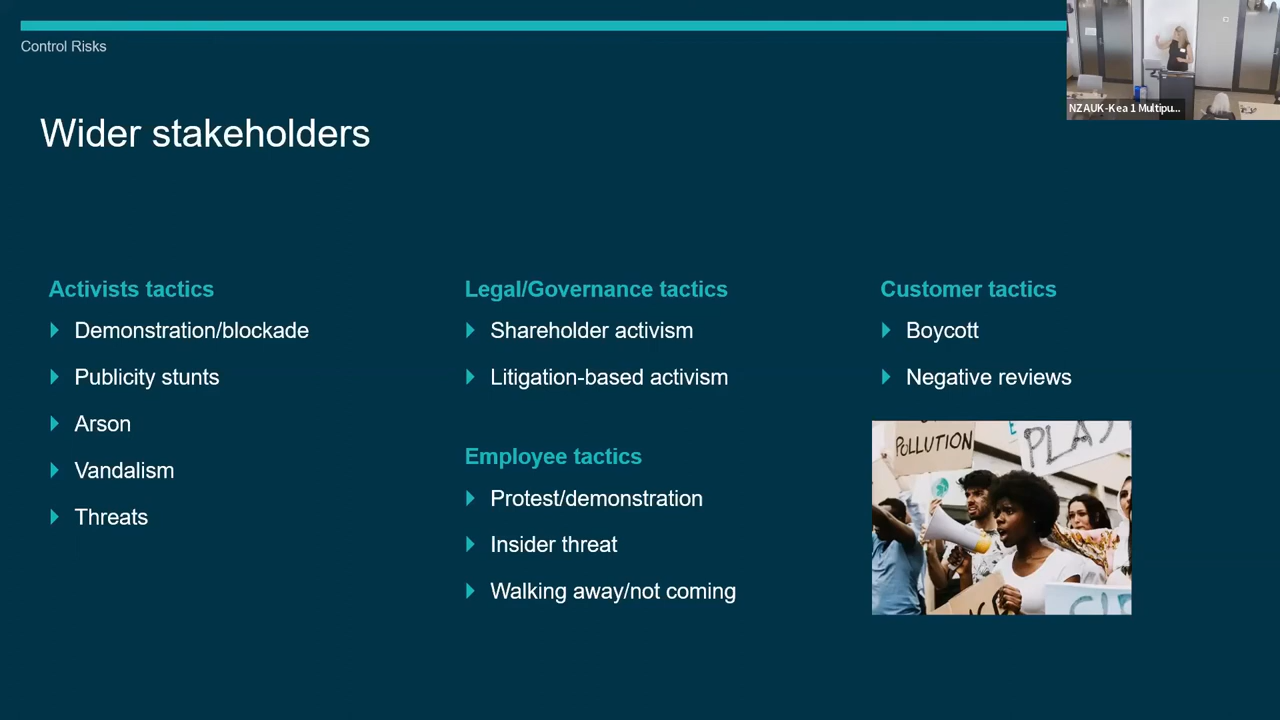 Control Risks
NZAUK-Kea 1 Multipu...
Wider stakeholders
Activists tactics
Demonstration/blockade
Publicity stunts
Arson
Vandalism
Threats
Legal/Governance tactics
Shareholder activism
Litigation-based activism
Employee tactics
Protest/demonstration
Insider threat
Walking away/not coming
Customer tactics
Boycott
Negative reviews
POLLUTION